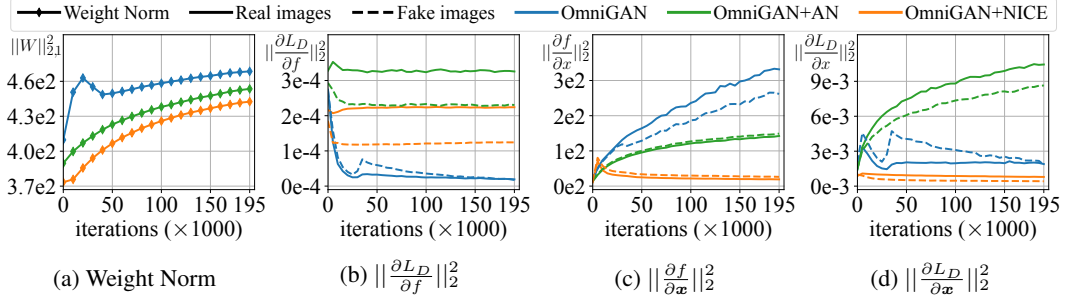 Weight Norm Real images Fake images OmniGAN OmniGAN+AN OmniGAN+NICE
||W||²₂,₁ ||∂L_D/∂f||²₂ ||∂f/∂x||²₂ ||∂L_D/∂x||²₂
4.6e2 4.3e2 4.0e2 3.7e2
0 50 100 150 195
iterations (×1000)
3e-4 2e-4 1e-4 0e-4
0 50 100 150 195
iterations (×1000)
3e2 2e2 1e2 0e2
0 50 100 150 195
iterations (×1000)
9e-3 6e-3 3e-3 0e-3
0 50 100 150 195
iterations (×1000)
(a) Weight Norm (b) ||∂L_D/∂f||²₂ (c) ||∂f/∂x||²₂ (d) ||∂L_D/∂x||²₂